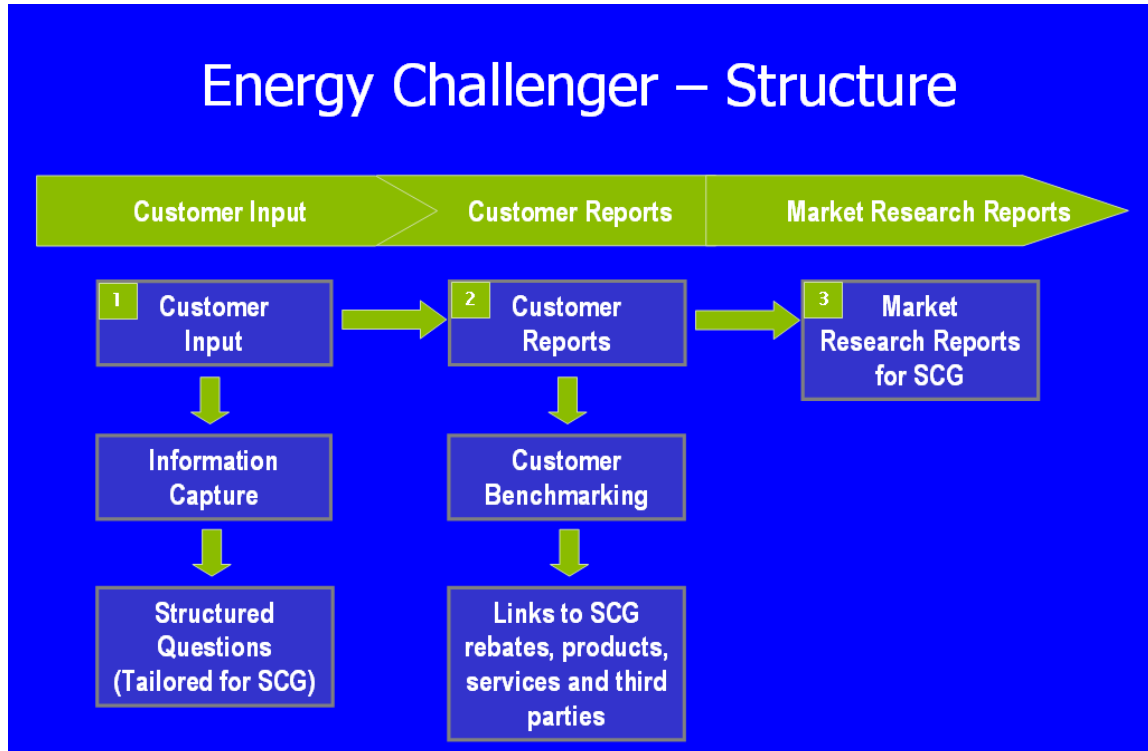 Energy Challenger – Structure
Customer Input
Customer Reports
Market Research Reports
1
Customer
Input
2
Customer
Reports
3
Market
Research Reports
for SCG
Information
Capture
Customer
Benchmarking
Structured
Questions
(Tailored for SCG)
Links to SCG
rebates, products,
services and third
parties